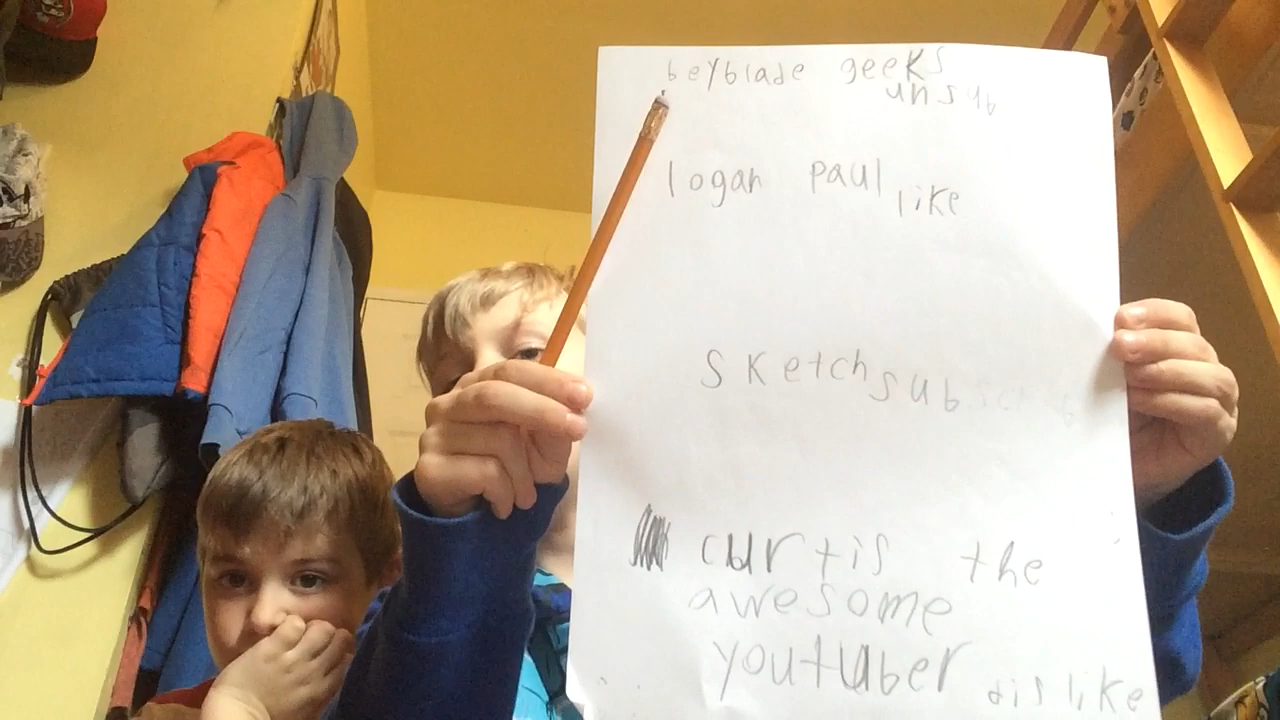 beyblade geeks
unsub
logan paul like
sketch sub
curtis the
awesome
youtuber dislike